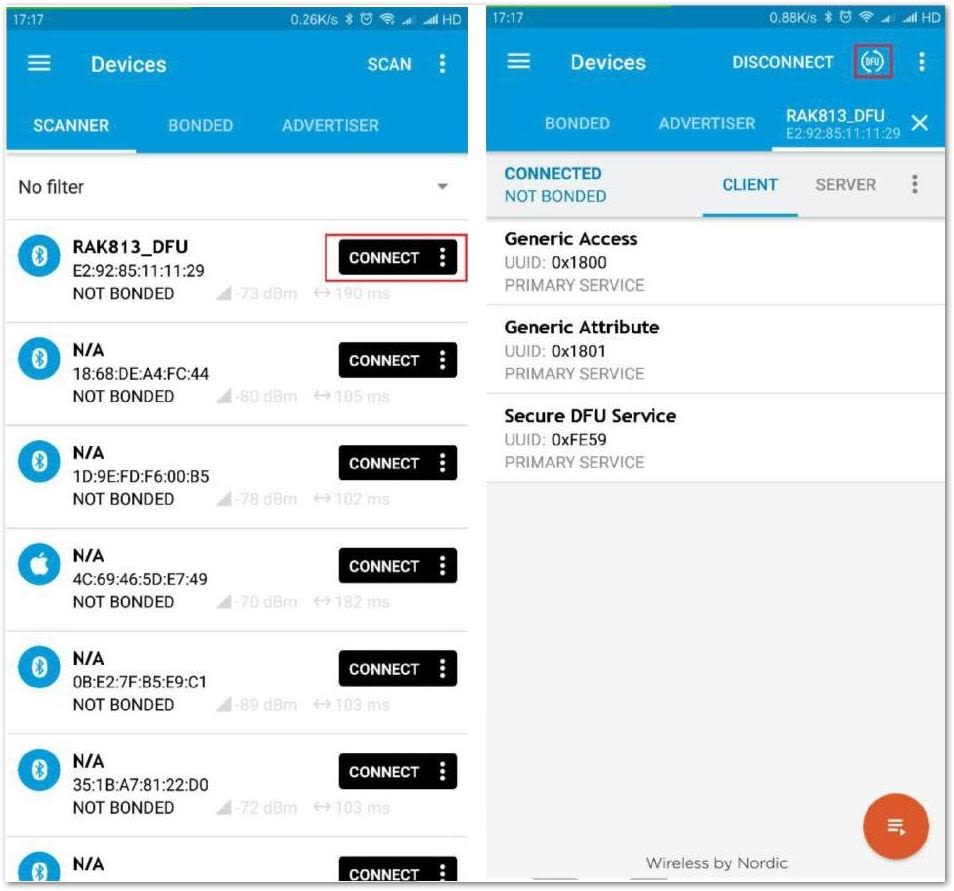 17:17 0.26K/s HD
Devices SCAN
SCANNER BONDED ADVERTISER
No filter
RAK813_DFU
E2:92:85:11:11:29
CONNECT
NOT BONDED -73 dBm 190 ms
N/A
18:68:DE:A4:FC:44
CONNECT
NOT BONDED -80 dBm 105 ms
N/A
1D:9E:FD:F6:00:B5
CONNECT
NOT BONDED -78 dBm 102 ms
N/A
4C:69:46:5D:E7:49
CONNECT
NOT BONDED -70 dBm 182 ms
N/A
0B:E2:7F:B5:E9:C1
CONNECT
NOT BONDED -89 dBm 103 ms
N/A
35:1B:A7:81:22:D0
CONNECT
NOT BONDED -72 dBm 103 ms
N/A
CONNECT
17:17 0.88K/s HD
Devices DISCONNECT DFU
BONDED ADVERTISER RAK813_DFU
E2:92:85:11:11:29
CONNECTED
NOT BONDED
CLIENT SERVER
Generic Access
UUID: 0x1800
PRIMARY SERVICE
Generic Attribute
UUID: 0x1801
PRIMARY SERVICE
Secure DFU Service
UUID: 0xFE59
PRIMARY SERVICE
Wireless by Nordic